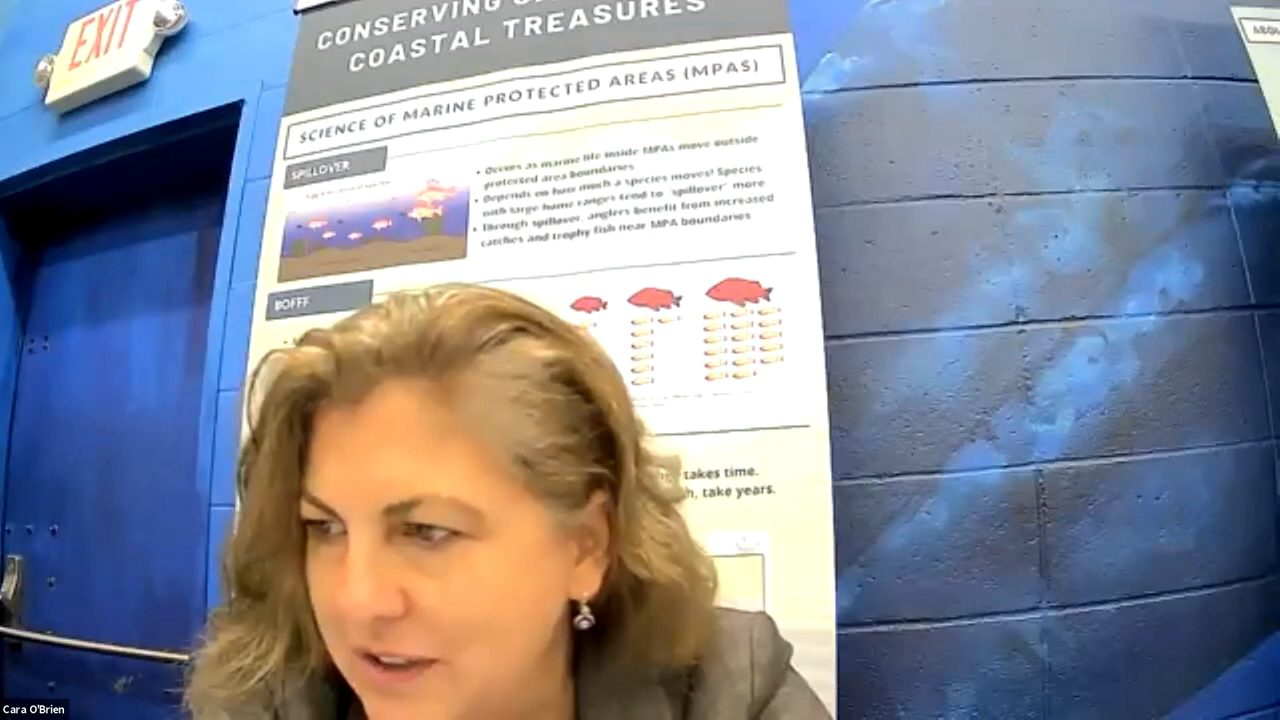 EXIT
CONSERVING
COASTAL TREASURES
SCIENCE OF MARINE PROTECTED AREAS (MPAS)
SPILLOVER
• Occurs as marine life inside MPAs move outside
protected area boundaries
• Depends on how much a species moves! Species
with large home ranges tend to "spillover" more
• Through spillover, anglers benefit from increased
catches and trophy fish near MPA boundaries
BOFFF
takes time.
take years.
Cara O'Brien